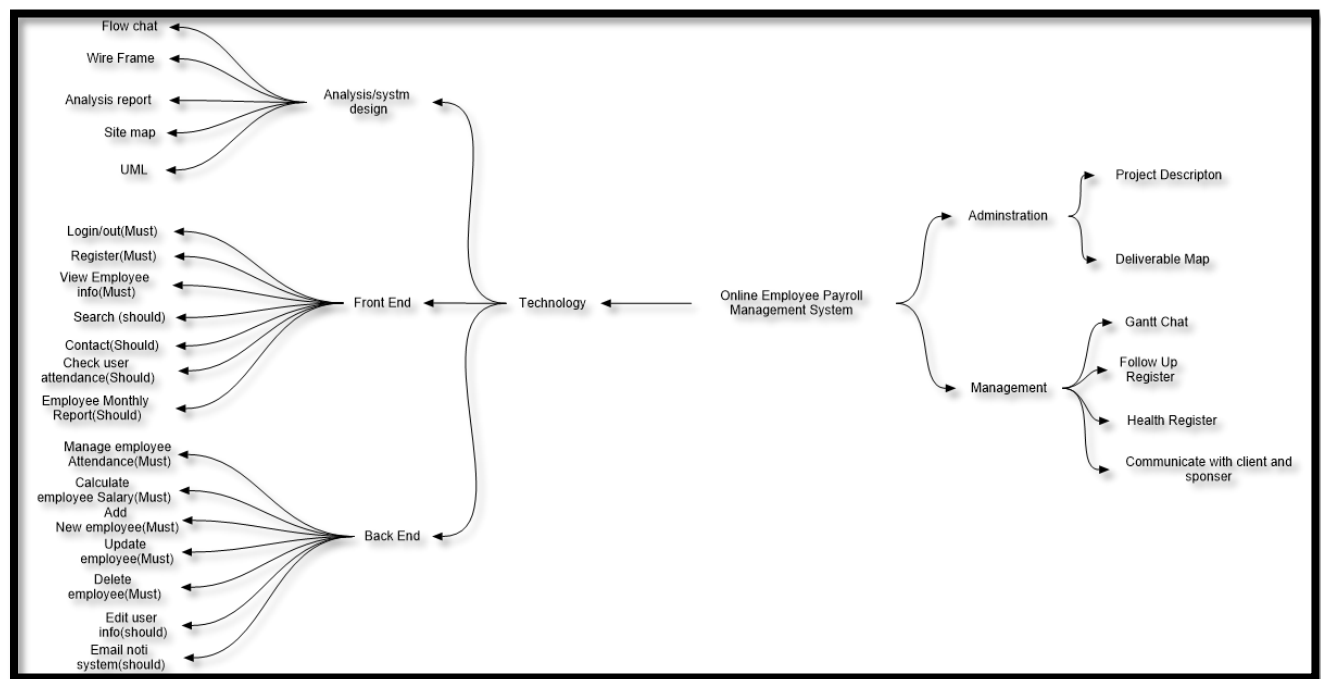 Flow chat
Wire Frame
Analysis report
Site map
UML
Analysis/systm
design
Login/out(Must)
Register(Must)
View Employee
info(Must)
Search (should)
Contact(Should)
Check user
attendance(Should)
Employee Monthly
Report(Should)
Front End
Manage employee
Attendance(Must)
Calculate
employee Salary(Must)
Add
New employee(Must)
Update
employee(Must)
Delete
employee(Must)
Edit user
info(should)
Email noti
system(should)
Back End
Technology
Online Employee Payroll
Management System
Adminstration
Project Descripton
Deliverable Map
Management
Gantt Chat
Follow Up
Register
Health Register
Communicate with client and
sponser